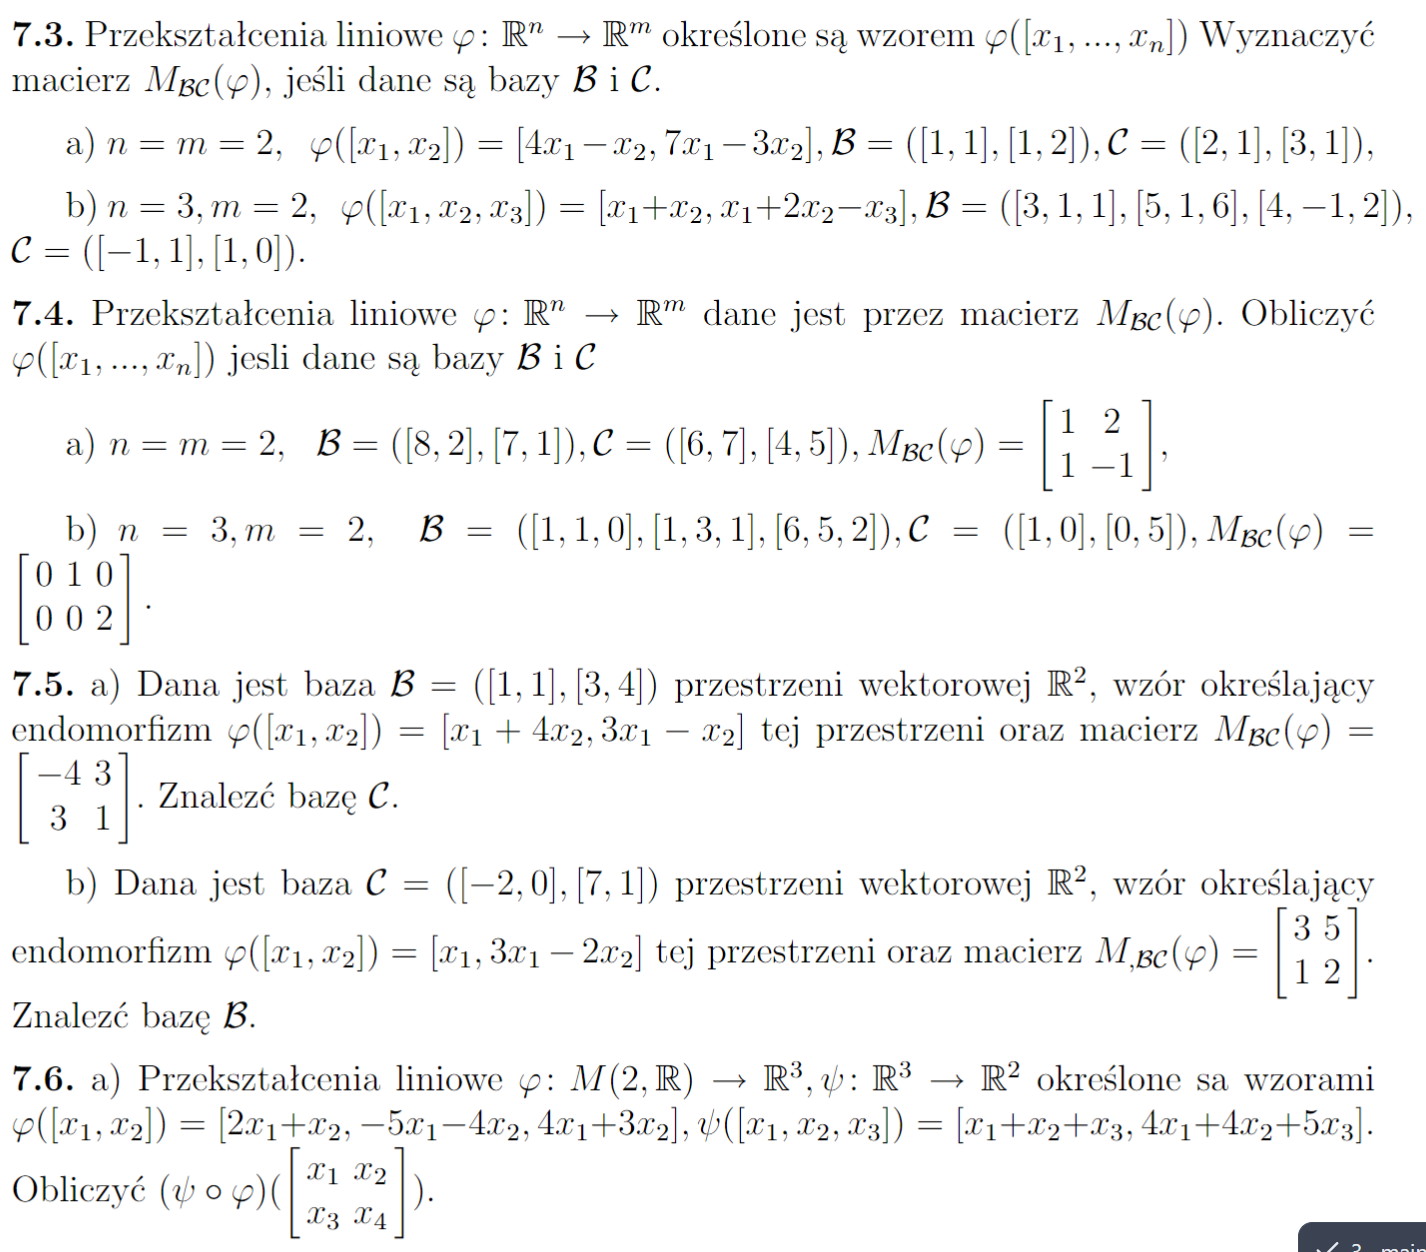 7.3. Przekształcenia liniowe φ: ℝⁿ → ℝᵐ określone są wzorem φ([x₁, ..., xₙ]) Wyznaczyć
macierz M_{ℬ𝒞}(φ), jeśli dane są bazy ℬ i 𝒞.
a) n = m = 2, φ([x₁, x₂]) = [4x₁ − x₂, 7x₁ − 3x₂], ℬ = ([1, 1], [1, 2]), 𝒞 = ([2, 1], [3, 1]),
b) n = 3, m = 2, φ([x₁, x₂, x₃]) = [x₁+x₂, x₁+2x₂−x₃], ℬ = ([3, 1, 1], [5, 1, 6], [4, −1, 2]),
𝒞 = ([−1, 1], [1, 0]).
7.4. Przekształcenia liniowe φ: ℝⁿ → ℝᵐ dane jest przez macierz M_{ℬ𝒞}(φ). Obliczyć
φ([x₁, ..., xₙ]) jesli dane są bazy ℬ i 𝒞
a) n = m = 2, ℬ = ([8, 2], [7, 1]), 𝒞 = ([6, 7], [4, 5]), M_{ℬ𝒞}(φ) = [1 2; 1 −1],
b) n = 3, m = 2, ℬ = ([1, 1, 0], [1, 3, 1], [6, 5, 2]), 𝒞 = ([1, 0], [0, 5]), M_{ℬ𝒞}(φ) =
[0 1 0; 0 0 2].
7.5. a) Dana jest baza ℬ = ([1, 1], [3, 4]) przestrzeni wektorowej ℝ², wzór określający
endomorfizm φ([x₁, x₂]) = [x₁ + 4x₂, 3x₁ − x₂] tej przestrzeni oraz macierz M_{ℬ𝒞}(φ) =
[−4 3; 3 1]. Znalezć bazę 𝒞.
b) Dana jest baza 𝒞 = ([−2, 0], [7, 1]) przestrzeni wektorowej ℝ², wzór określający
endomorfizm φ([x₁, x₂]) = [x₁, 3x₁ − 2x₂] tej przestrzeni oraz macierz M_{,ℬ𝒞}(φ) = [3 5; 1 2].
Znalezć bazę ℬ.
7.6. a) Przekształcenia liniowe φ: M(2, ℝ) → ℝ³, ψ: ℝ³ → ℝ² określone sa wzorami
φ([x₁, x₂]) = [2x₁+x₂, −5x₁−4x₂, 4x₁+3x₂], ψ([x₁, x₂, x₃]) = [x₁+x₂+x₃, 4x₁+4x₂+5x₃].
Obliczyć (ψ ∘ φ)([x₁ x₂; x₃ x₄]).